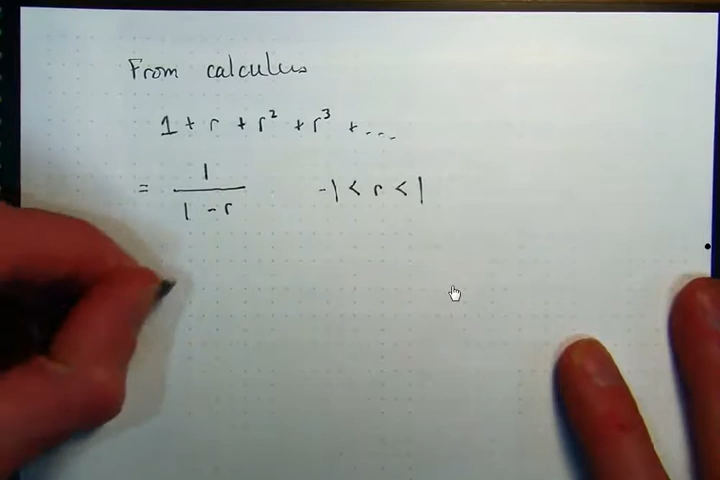 From calculus
1 + r + r² + r³ + ...
= 1/(1 - r)    -1 < r < 1